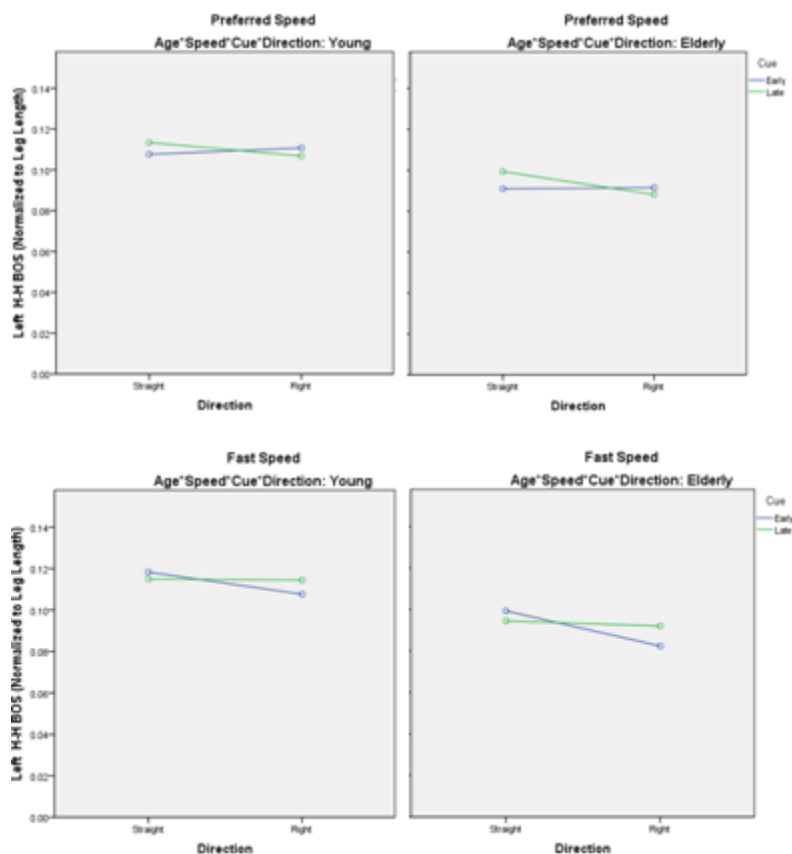 Preferred Speed
Age*Speed*Cue*Direction: Young
Left H-H BOS (Normalized to Leg Length)
0.14
0.12
0.10
0.08
0.06
0.04
0.02
0.00
Straight
Right
Direction
Preferred Speed
Age*Speed*Cue*Direction: Elderly
Straight
Right
Direction
Cue
Early
Late
Fast Speed
Age*Speed*Cue*Direction: Young
Left H-H BOS (Normalized to Leg Length)
0.14
0.12
0.10
0.08
0.06
0.04
0.02
0.00
Straight
Right
Direction
Fast Speed
Age*Speed*Cue*Direction: Elderly
Straight
Right
Direction
Cue
Early
Late